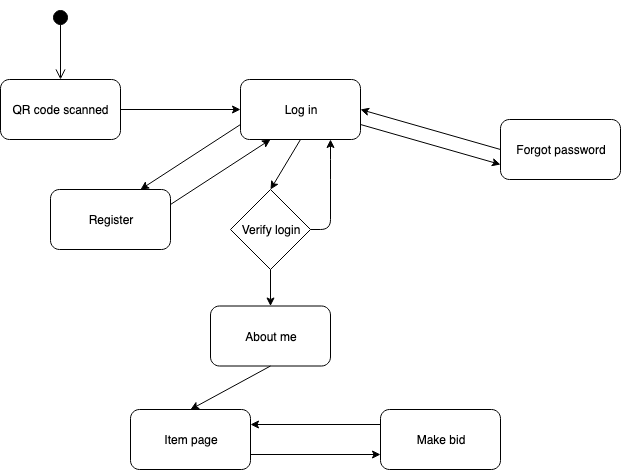 QR code scanned
Log in
Forgot password
Register
Verify login
About me
Item page
Make bid